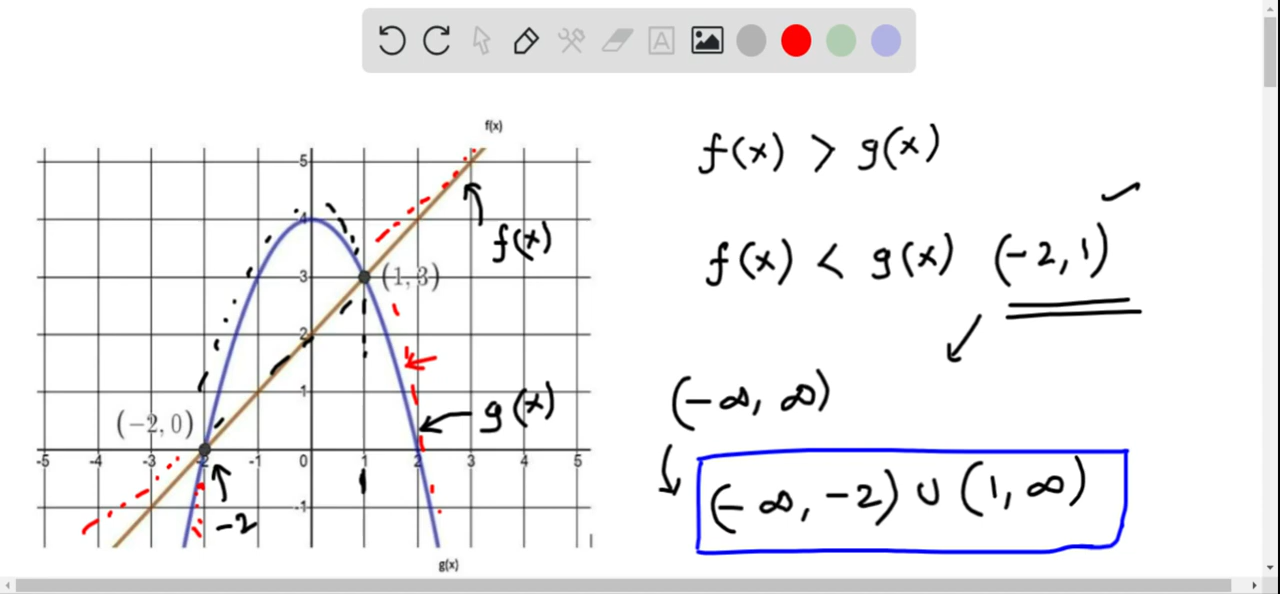 A
f(x)
5
4
3
2
1
-1
-5 -4 -3 -2 -1 0 1 2 3 4 5
(1, 3)
(−2, 0)
g(x)
f(x)
g(x)
-2
f(x) > g(x)
f(x) < g(x) (-2, 1)
(-∞, ∞)
(-∞, -2) ∪ (1, ∞)